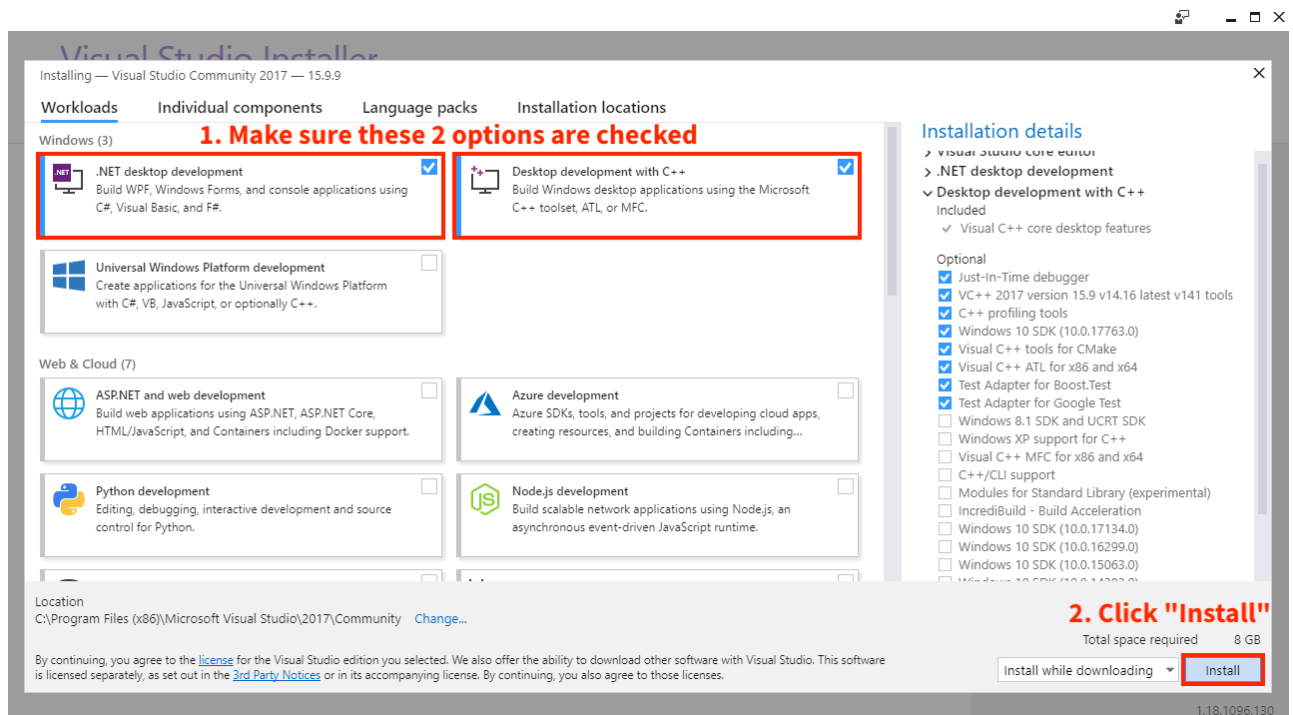 Visual Studio Installer
Installing — Visual Studio Community 2017 — 15.9.9
Workloads
Individual components
Language packs
Installation locations
1. Make sure these 2 options are checked
Windows (3)
.NET
.NET desktop development
Build WPF, Windows Forms, and console applications using
C#, Visual Basic, and F#.
Desktop development with C++
Build Windows desktop applications using the Microsoft
C++ toolset, ATL, or MFC.
Universal Windows Platform development
Create applications for the Universal Windows Platform
with C#, VB, JavaScript, or optionally C++.
Web & Cloud (7)
ASP.NET and web development
Build web applications using ASP.NET, ASP.NET Core,
HTML/JavaScript, and Containers including Docker support.
Azure development
Azure SDKs, tools, and projects for developing cloud apps,
creating resources, and building Containers including...
Python development
Editing, debugging, interactive development and source
control for Python.
Node.js development
Build scalable network applications using Node.js, an
asynchronous event-driven JavaScript runtime.
Installation details
Visual Studio core editor
.NET desktop development
Desktop development with C++
Included
Visual C++ core desktop features
Optional
Just-In-Time debugger
VC++ 2017 version 15.9 v14.16 latest v141 tools
C++ profiling tools
Windows 10 SDK (10.0.17763.0)
Visual C++ tools for CMake
Visual C++ ATL for x86 and x64
Test Adapter for Boost.Test
Test Adapter for Google Test
Windows 8.1 SDK and UCRT SDK
Windows XP support for C++
Visual C++ MFC for x86 and x64
C++/CLI support
Modules for Standard Library (experimental)
IncrediBuild - Build Acceleration
Windows 10 SDK (10.0.17134.0)
Windows 10 SDK (10.0.16299.0)
Windows 10 SDK (10.0.15063.0)
Windows 10 SDK (10.0.14393.0)
Location
C:\Program Files (x86)\Microsoft Visual Studio\2017\Community Change...
By continuing, you agree to the license for the Visual Studio edition you selected. We also offer the ability to download other software with Visual Studio. This software
is licensed separately, as set out in the 3rd Party Notices or in its accompanying license. By continuing, you also agree to those licenses.
2. Click "Install"
Total space required 8 GB
Install while downloading
Install
1.18.1096.130